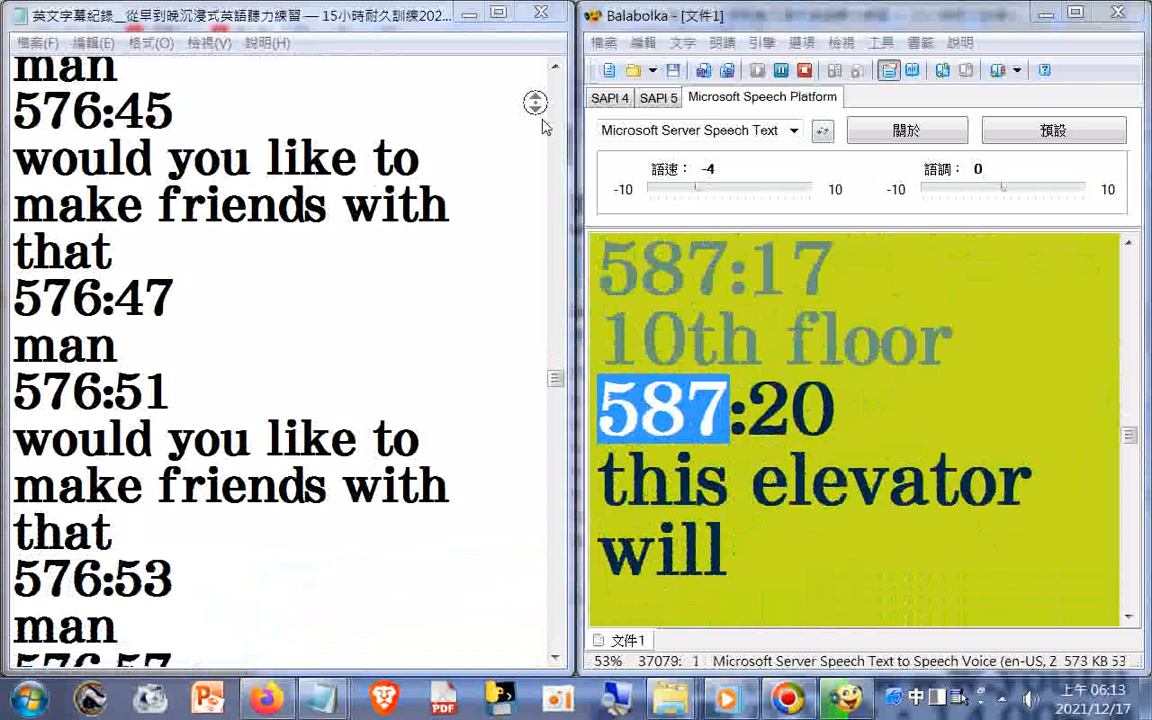 英文字幕紀錄__從早到晚沉浸式英語聽力練習 — 15小時耐久訓練202...
檔案(F) 編輯(E) 格式(O) 檢視(V) 說明(H)
man
576:45
would you like to
make friends with
that
576:47
man
576:51
would you like to
make friends with
that
576:53
man
576:57
Balabolka - [文件1]
檔案 編輯 文字 朗讀 引擎 選項 檢視 工具 書籤 說明
SAPI 4 SAPI 5 Microsoft Speech Platform
Microsoft Server Speech Text 關於 預設
語速： -4 語調： 0
-10 10 -10 10
587:17
10th floor
587:20
this elevator
will
文件1
53% 37079: 1 Microsoft Server Speech Text to Speech Voice (en-US, 2 573 KB 53
中
上午 06:13
2021/12/17